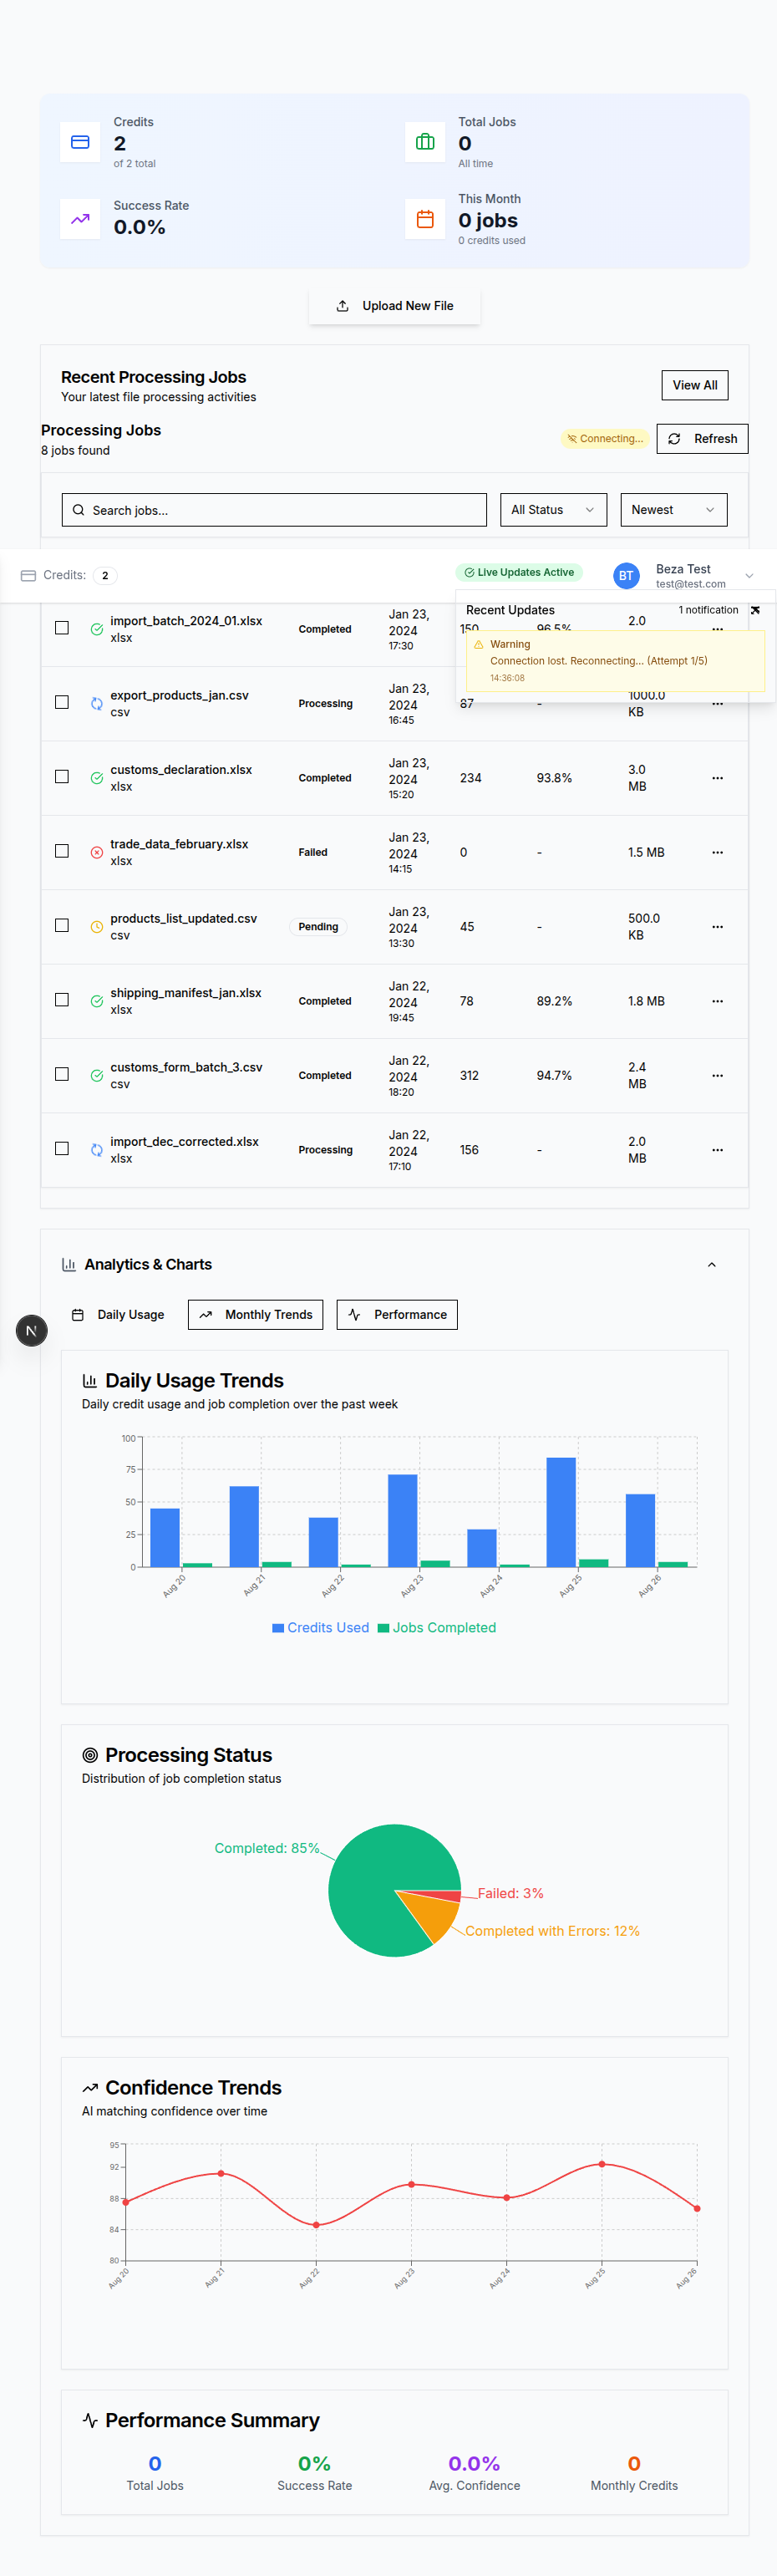 Credits
2
of 2 total
Total Jobs
0
All time
Success Rate
0.0%
This Month
0 jobs
0 credits used
Upload New File
Recent Processing Jobs
Your latest file processing activities
View All
Processing Jobs
8 jobs found
Connecting...
Refresh
Search jobs...
All Status
Newest
Credits: 2
Live Updates Active
BT
Beza Test
test@test.com
Recent Updates
1 notification
Warning
Connection lost. Reconnecting... (Attempt 1/5)
14:36:08
import_batch_2024_01.xlsx
xlsx
Completed
Jan 23,
2024
17:30
150
96.5%
2.0
export_products_jan.csv
csv
Processing
Jan 23,
2024
16:45
87
-
1000.0
KB
customs_declaration.xlsx
xlsx
Completed
Jan 23,
2024
15:20
234
93.8%
3.0
MB
trade_data_february.xlsx
xlsx
Failed
Jan 23,
2024
14:15
0
-
1.5 MB
products_list_updated.csv
csv
Pending
Jan 23,
2024
13:30
45
-
500.0
KB
shipping_manifest_jan.xlsx
xlsx
Completed
Jan 22,
2024
19:45
78
89.2%
1.8 MB
customs_form_batch_3.csv
csv
Completed
Jan 22,
2024
18:20
312
94.7%
2.4
MB
import_dec_corrected.xlsx
xlsx
Processing
Jan 22,
2024
17:10
156
-
2.0
MB
Analytics & Charts
Daily Usage
Monthly Trends
Performance
N
Daily Usage Trends
Daily credit usage and job completion over the past week
100
75
50
25
0
Aug 20
Aug 21
Aug 22
Aug 23
Aug 24
Aug 25
Aug 26
Credits Used
Jobs Completed
Processing Status
Distribution of job completion status
Completed: 85%
Failed: 3%
Completed with Errors: 12%
Confidence Trends
AI matching confidence over time
95
92
88
84
80
Aug 20
Aug 21
Aug 22
Aug 23
Aug 24
Aug 25
Aug 26
Performance Summary
0
Total Jobs
0%
Success Rate
0.0%
Avg. Confidence
0
Monthly Credits